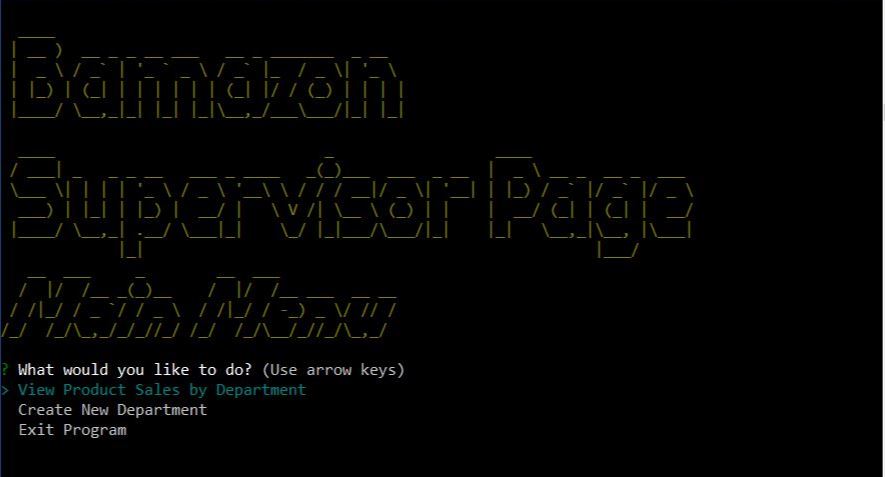 Bamazon
Supervisor Page
Main Menu
? What would you like to do? (Use arrow keys)
> View Product Sales by Department
Create New Department
Exit Program